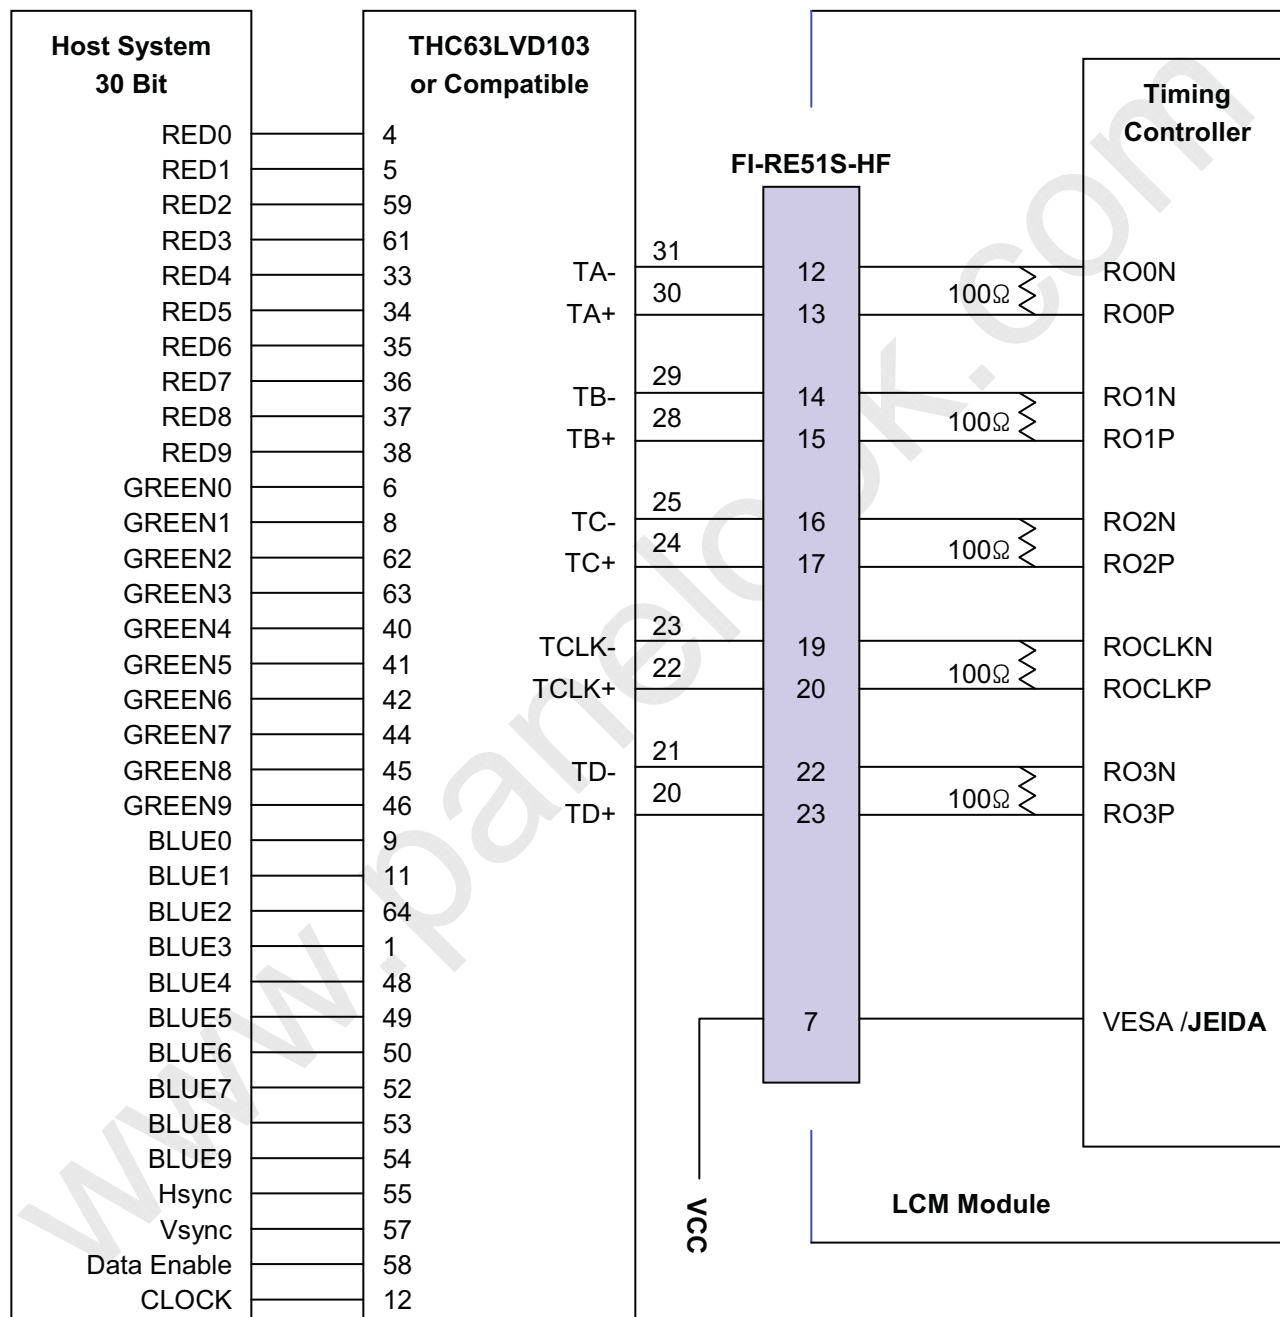 Host System
30 Bit
RED0
RED1
RED2
RED3
RED4
RED5
RED6
RED7
RED8
RED9
GREEN0
GREEN1
GREEN2
GREEN3
GREEN4
GREEN5
GREEN6
GREEN7
GREEN8
GREEN9
BLUE0
BLUE1
BLUE2
BLUE3
BLUE4
BLUE5
BLUE6
BLUE7
BLUE8
BLUE9
Hsync
Vsync
Data Enable
CLOCK
THC63LVD103
or Compatible
4
5
59
61
33
34
35
36
37
38
6
8
62
63
40
41
42
44
45
46
9
11
64
1
48
49
50
52
53
54
55
57
58
12
TA-
TA+
TB-
TB+
TC-
TC+
TCLK-
TCLK+
TD-
TD+
31
30
29
28
25
24
23
22
21
20
FI-RE51S-HF
12
13
14
15
16
17
19
20
22
23
7
VCC
100Ω
100Ω
100Ω
100Ω
100Ω
Timing
Controller
RO0N
RO0P
RO1N
RO1P
RO2N
RO2P
ROCLKN
ROCLKP
RO3N
RO3P
VESA /JEIDA
LCM Module
www.panelook.com